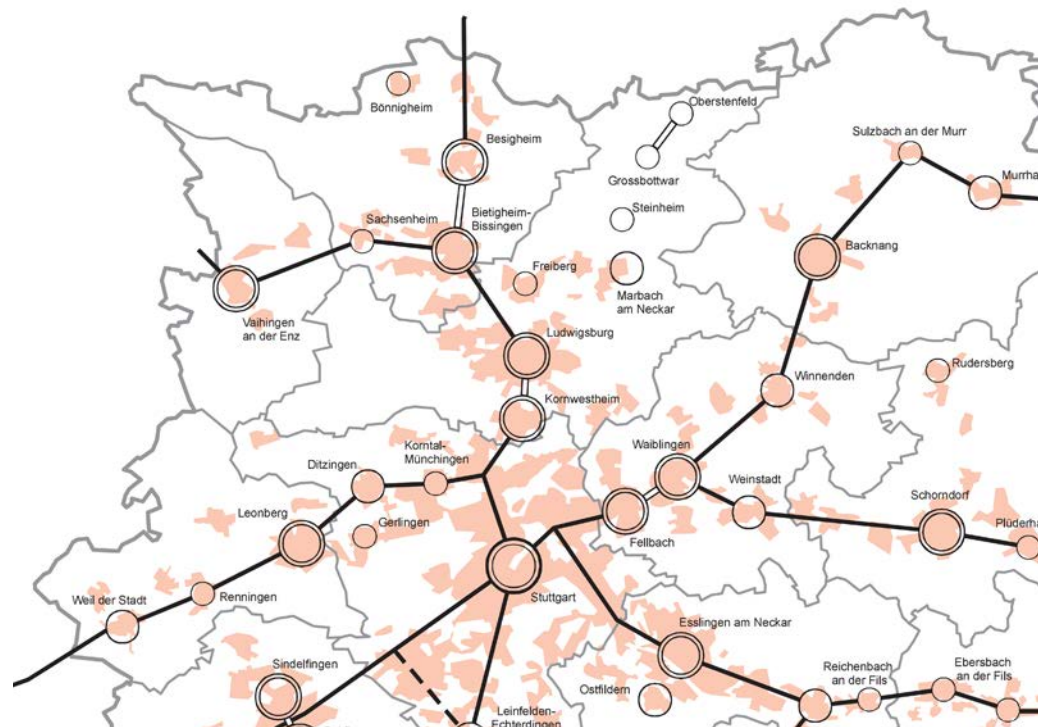 Bönnigheim
Oberstenfeld
Besigheim
Sulzbach an der Murr
Grossbottwar
Murrha
Sachsenheim
Bietigheim-
Bissingen
Steinheim
Backnang
Freiberg
Marbach
am Neckar
Vaihingen
an der Enz
Ludwigsburg
Rudersberg
Winnenden
Kornwestheim
Korntal-
Münchingen
Waiblingen
Ditzingen
Weinstadt
Leonberg
Gerlingen
Schorndorf
Plüderha
Fellbach
Renningen
Stuttgart
Weil der Stadt
Esslingen am Neckar
Sindelfingen
Reichenbach
an der Fils
Ebersbach
an der Fils
Ostfildern
Leinfelden-
Echterdingen